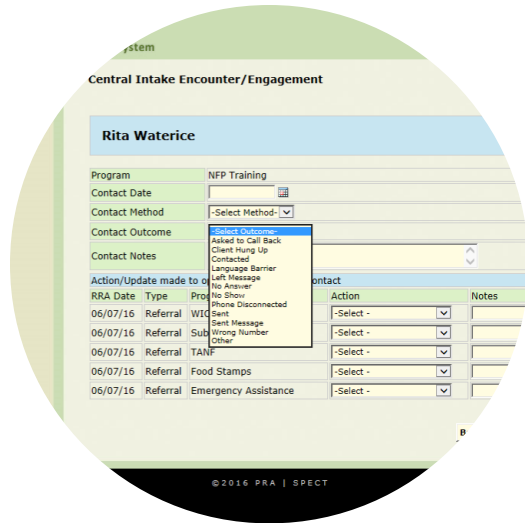 Central Intake Encounter/Engagement
Rita Waterice
Program NFP Training
Contact Date
Contact Method -Select Method-
Contact Outcome -Select Outcome-
Asked to Call Back
Client Hung Up
Contacted
Language Barrier
Left Message
No Answer
No Show
Phone Disconnected
Sent
Sent Message
Wrong Number
Other
Contact Notes
Action/Update made to
RRA Date Type Action Notes
06/07/16 Referral WIC -Select -
06/07/16 Referral -Select -
06/07/16 Referral TANF -Select -
06/07/16 Referral Food Stamps -Select -
06/07/16 Referral Emergency Assistance -Select -
©2016 PRA | SPECT